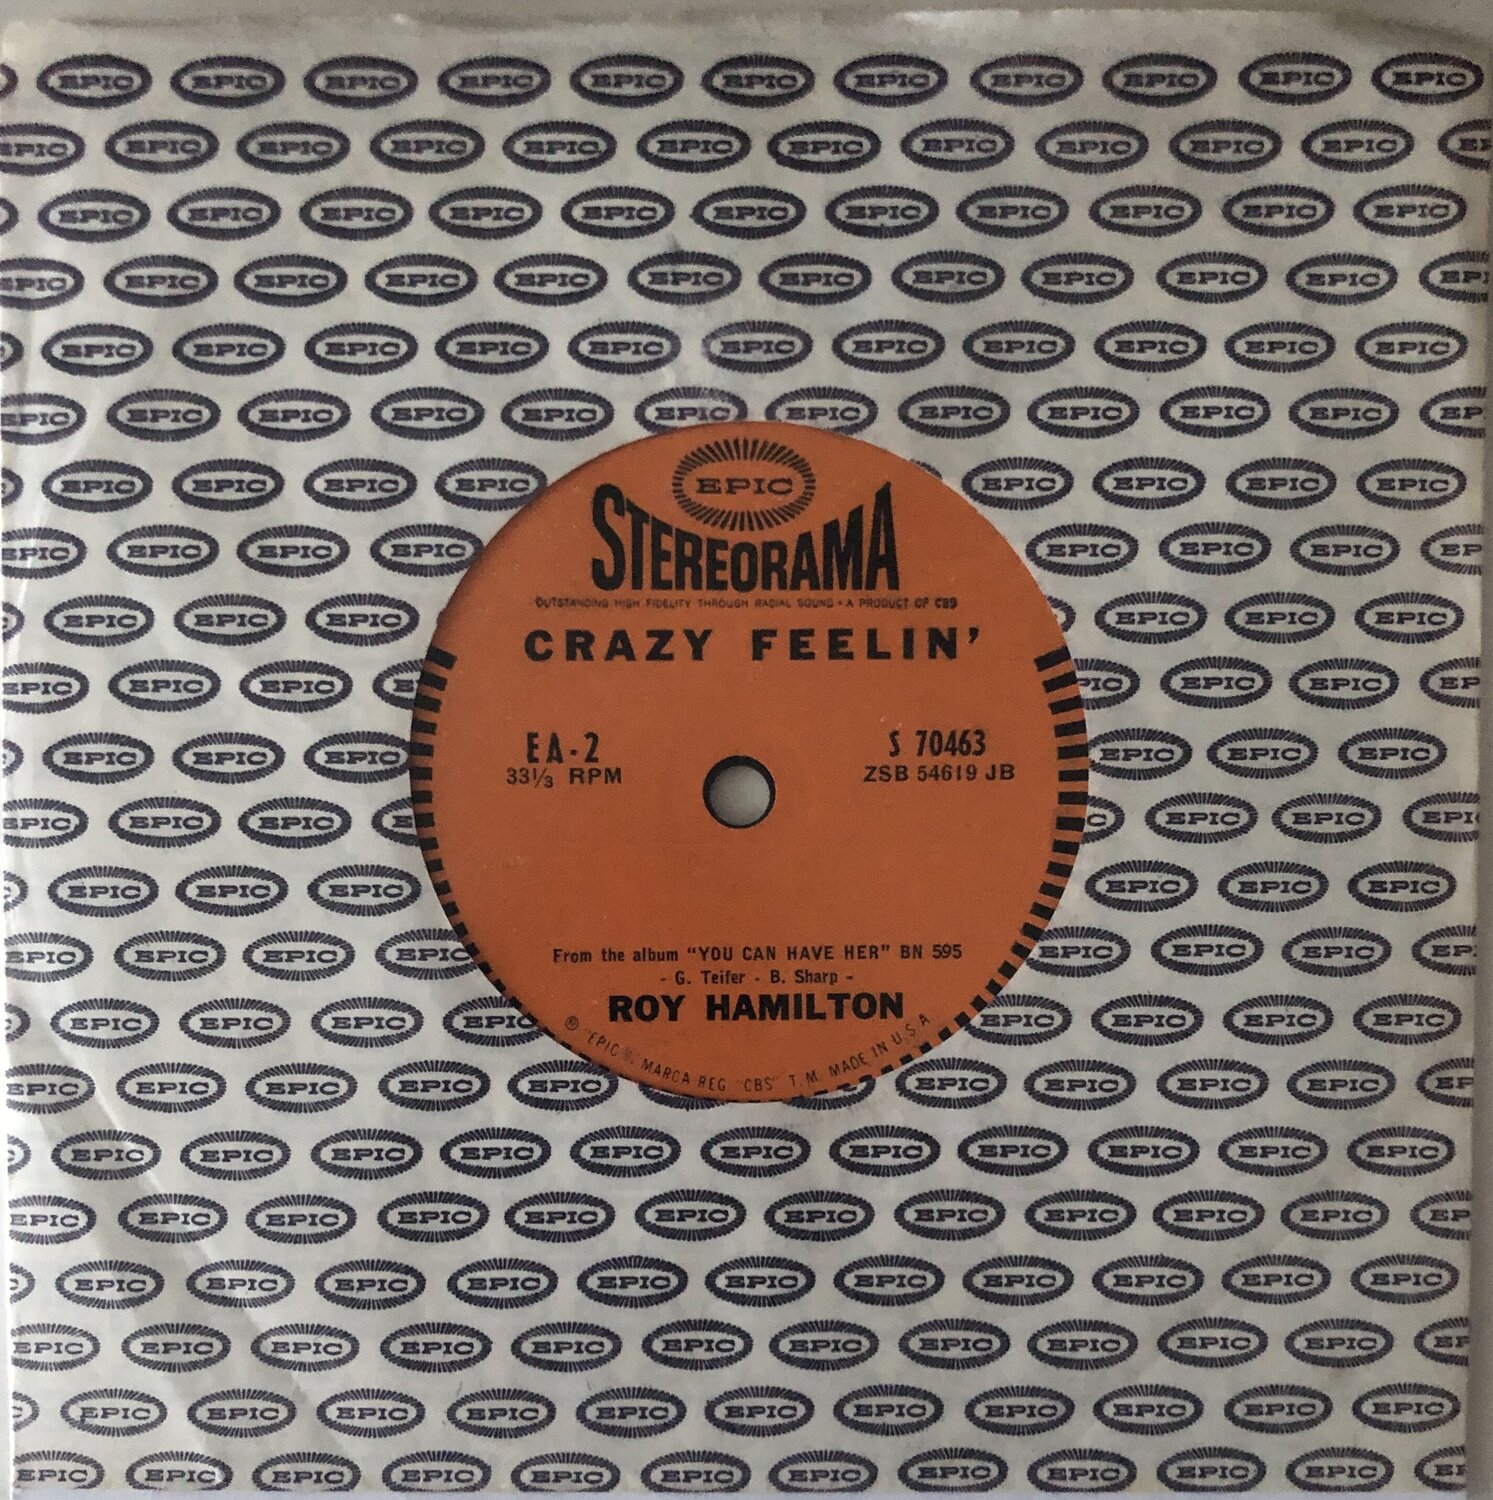 EPIC
STEREORAMA
OUTSTANDING HIGH FIDELITY THROUGH RADIAL SOUND • A PRODUCT OF CBS
CRAZY FEELIN'
EA-2 S 70463
33⅓ RPM ZSB 54619 JB
From the album "YOU CAN HAVE HER" BN 595
- G. Teifer - B. Sharp -
ROY HAMILTON
® "EPIC", MARCA REG. "CBS" T.M. MADE IN U.S.A.